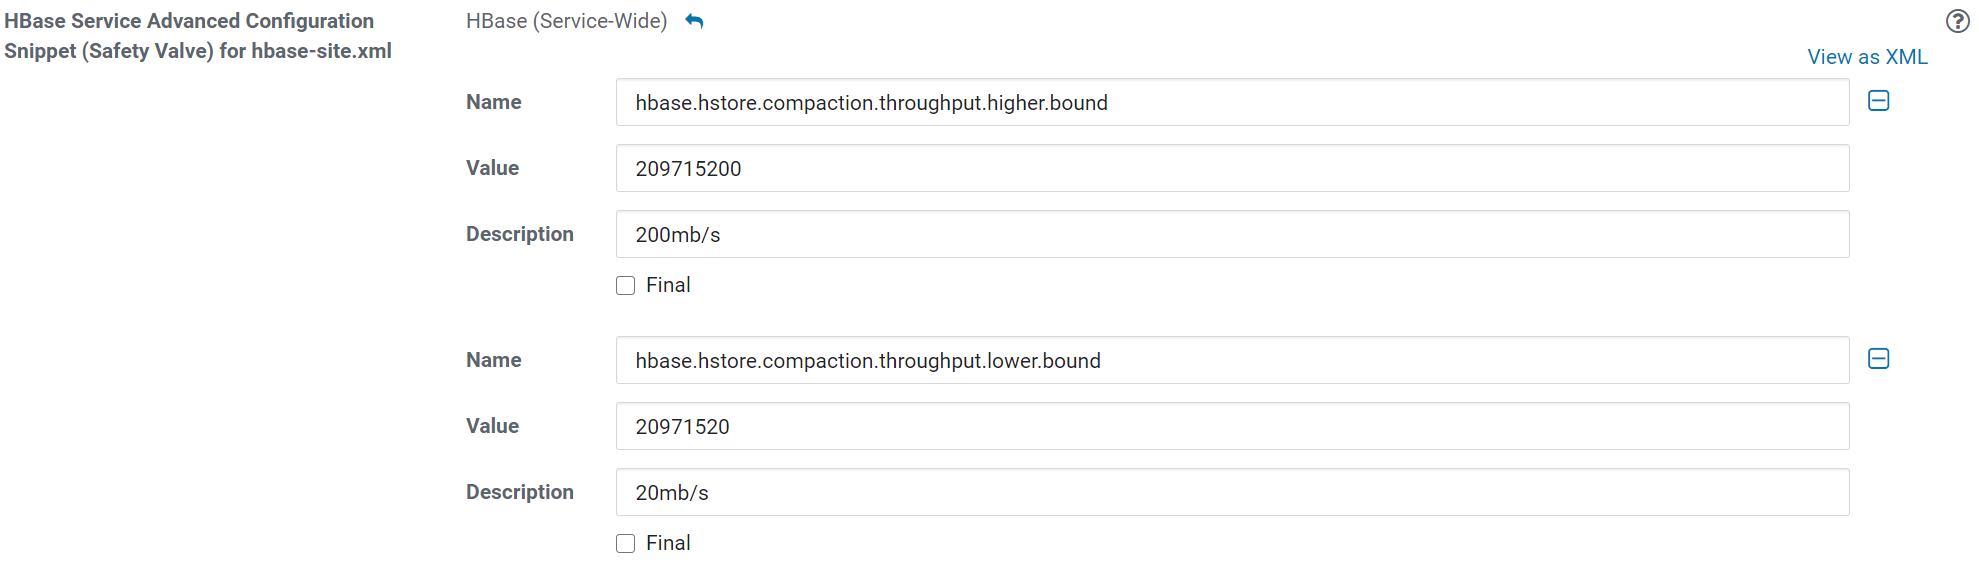 HBase Service Advanced Configuration
Snippet (Safety Valve) for hbase-site.xml
HBase (Service-Wide)
View as XML
Name
hbase.hstore.compaction.throughput.higher.bound
Value
209715200
Description
200mb/s
Final
Name
hbase.hstore.compaction.throughput.lower.bound
Value
20971520
Description
20mb/s
Final